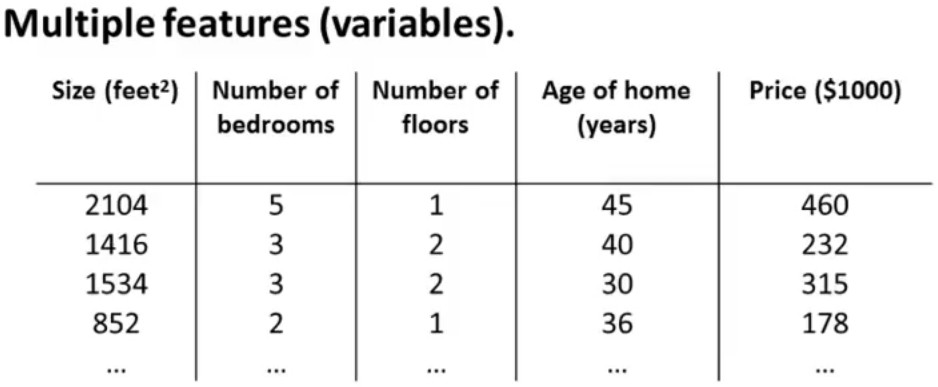 Multiple features (variables).
Size (feet²) Number of bedrooms Number of floors Age of home (years) Price ($1000)
2104 5 1 45 460
1416 3 2 40 232
1534 3 2 30 315
852 2 1 36 178
... ... ... ... ...